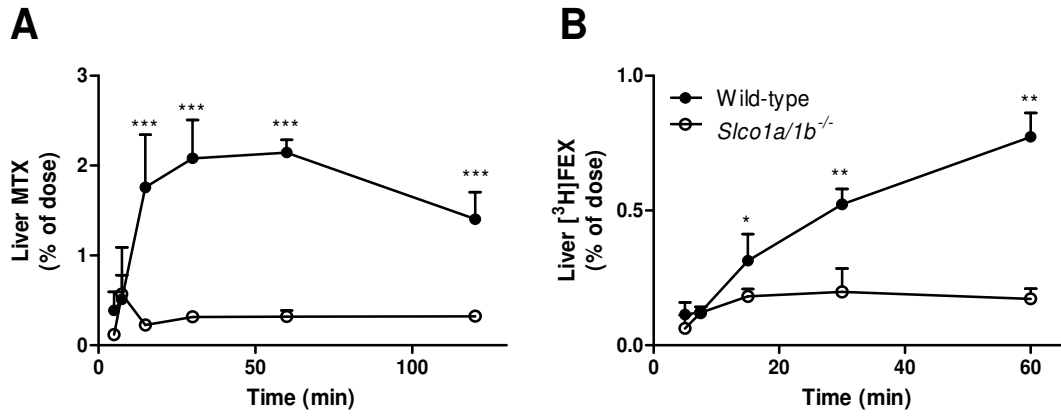 A
3
2
1
0
Liver MTX
(% of dose)
***
***
***
***
0
50
100
Time (min)
B
1.0
0.5
0.0
Liver [³H]FEX
(% of dose)
Wild-type
Slco1a/1b⁻/⁻
*
**
**
0
20
40
60
Time (min)